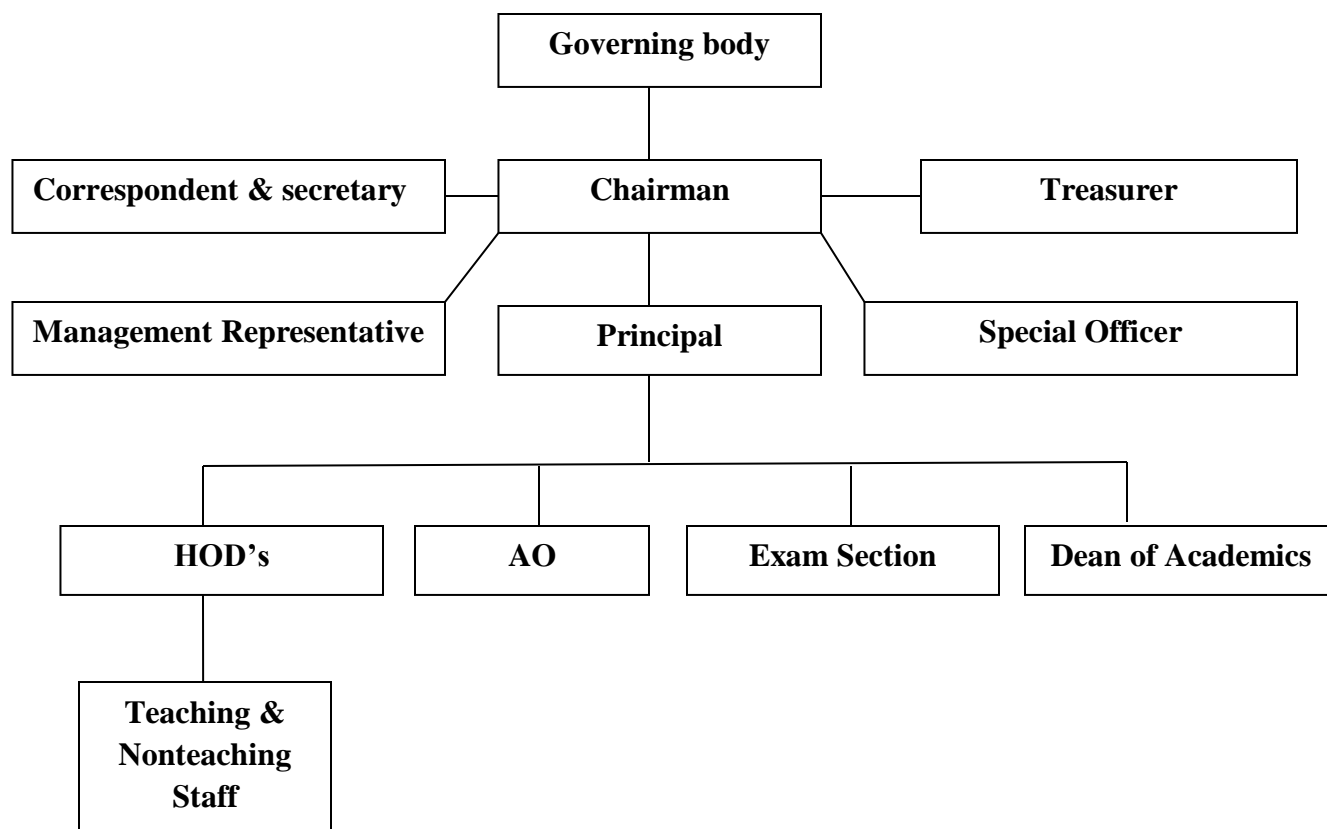 Governing body
Correspondent & secretary
Chairman
Treasurer
Management Representative
Principal
Special Officer
HOD’s
AO
Exam Section
Dean of Academics
Teaching &
Nonteaching
Staff